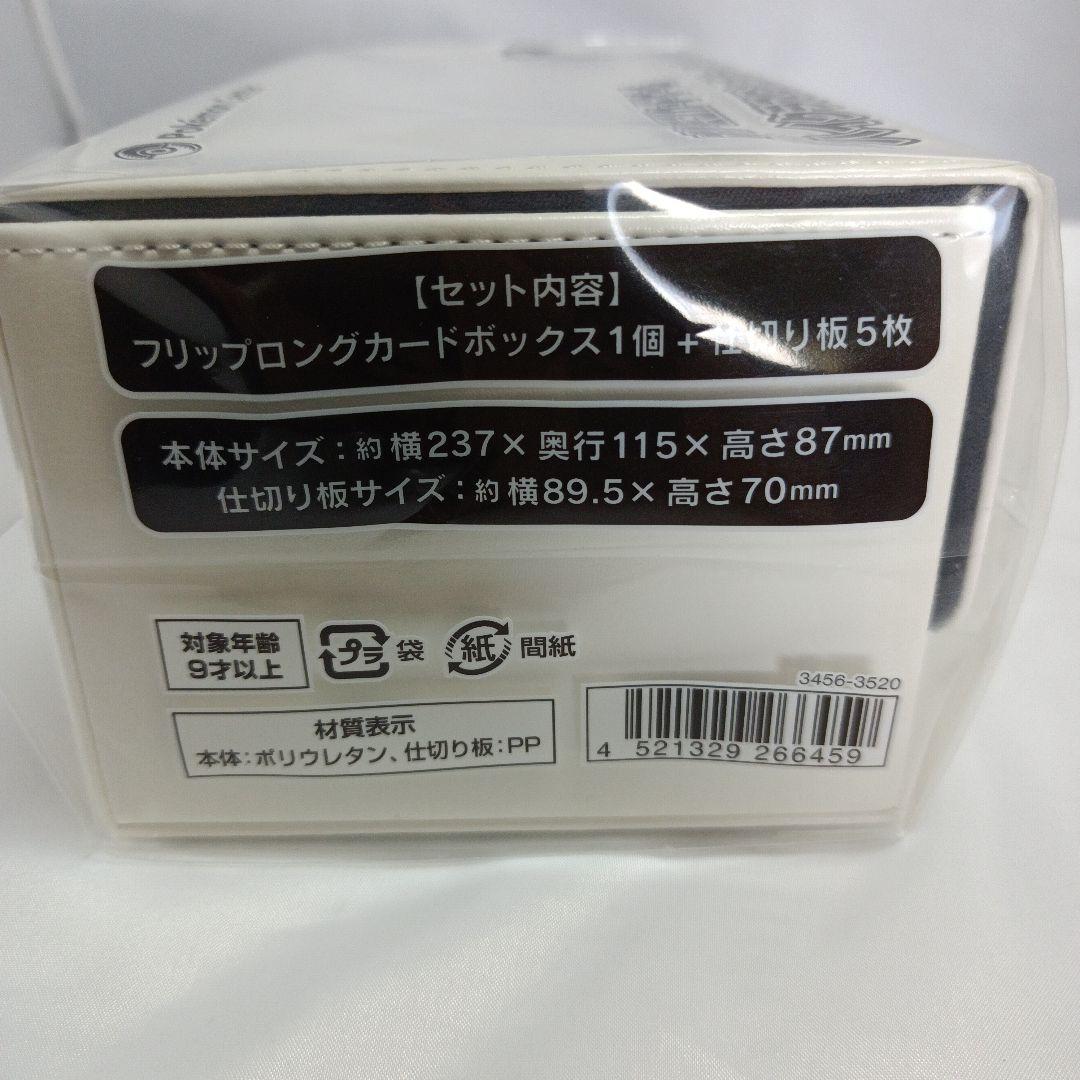 Pokémon
【セット内容】
フリップロングカードボックス1個 + 仕切り板5枚
本体サイズ：約 横237× 奥行115× 高さ87mm
仕切り板サイズ：約 横89.5× 高さ70mm
対象年齢
9才以上
プラ 袋
紙 間紙
3456-3520
材質表示
本体：ポリウレタン、仕切り板：PP
4 521329 266459